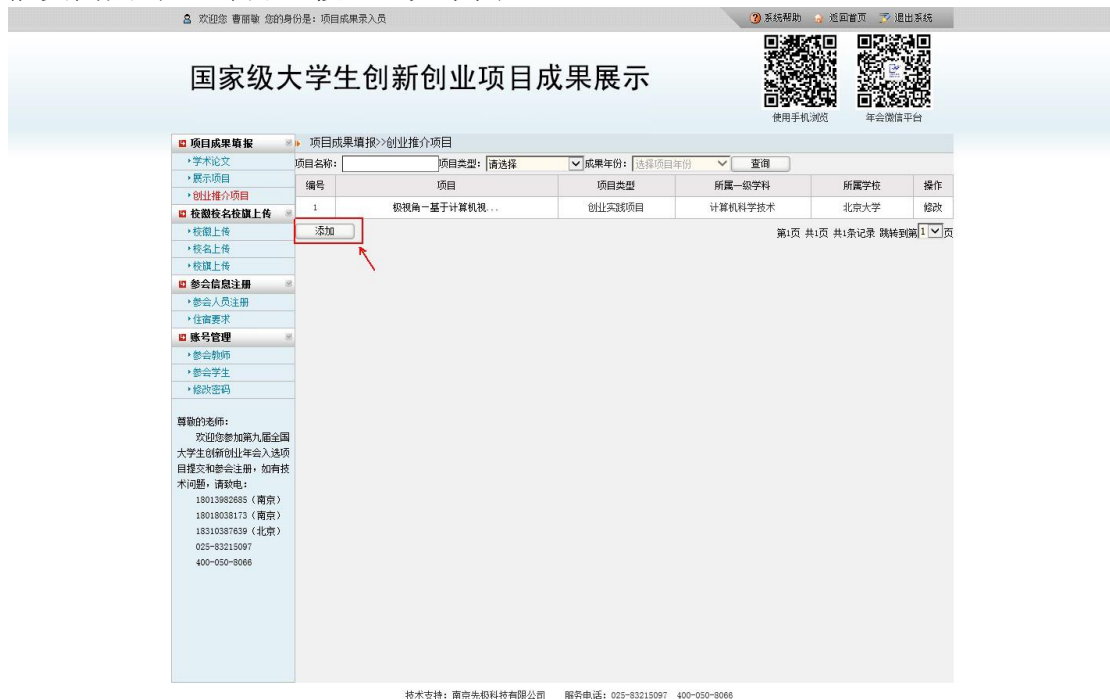 欢迎您 曹丽敏 您的身份是：项目成果录入员
系统帮助 返回首页 退出系统
国家级大学生创新创业项目成果展示
使用手机浏览 年会微信平台
项目成果填报
学术论文
展示项目
创业推介项目
校徽校名校旗上传
校徽上传
校名上传
校旗上传
参会信息注册
参会人员注册
住宿要求
账号管理
参会教师
参会学生
修改密码
尊敬的老师：
欢迎您参加第九届全国
大学生创新创业年会入选项
目提交和参会注册，如有技
术问题，请致电：
18013982685（南京）
18018038173（南京）
18310387639（北京）
025-83215097
400-050-8066
项目成果填报>>创业推介项目
项目名称： 项目类型：请选择 成果年份：选择项目年份 查询
编号 项目 项目类型 所属一级学科 所属学校 操作
1 极视角—基于计算机视... 创业实践项目 计算机科学技术 北京大学 修改
添加 第1页 共1页 共1条记录 跳转到第1页
技术支持：南京先极科技有限公司 服务电话：025-83215097 400-050-8066